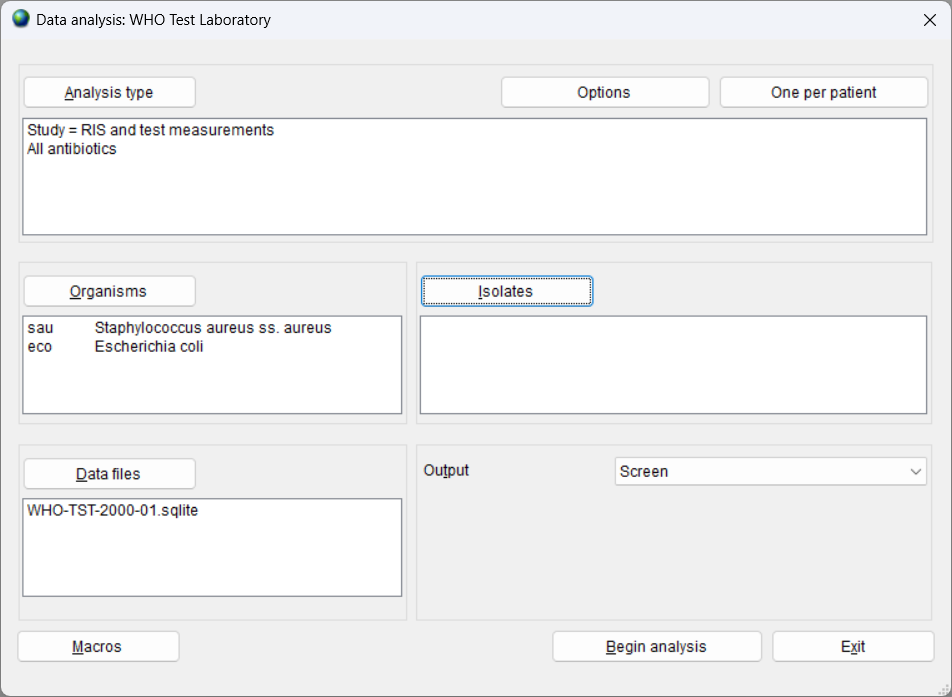 Data analysis: WHO Test Laboratory
Analysis type
Options
One per patient
Study = RIS and test measurements
All antibiotics
Organisms
sau Staphylococcus aureus ss. aureus
eco Escherichia coli
Isolates
Data files
WHO-TST-2000-01.sqlite
Output
Screen
Macros
Begin analysis
Exit